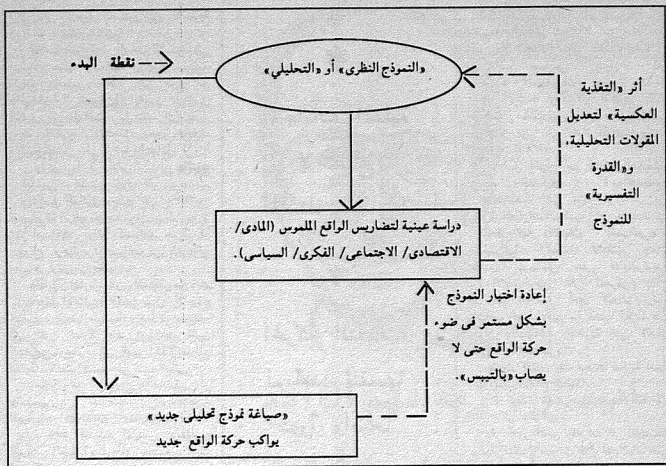 نقطة البدء
«النموذج النظرى» أو «التحليلي»
أثر «التغذية
العكسية» لتعديل
المقولات التحليلية،
و«القدرة
التفسيرية»
للنموذج
دراسة عينية لتضاريس الواقع الملموس (المادى/
الاقتصادى/ الاجتماعى/ الفكرى/ السياسى).
إعادة اختبار النموذج
بشكل مستمر فى ضوء
حركة الواقع حتى لا
يصاب «بالتيبس».
«صياغة نموذج تحليلى جديد»
يواكب حركة الواقع جديد